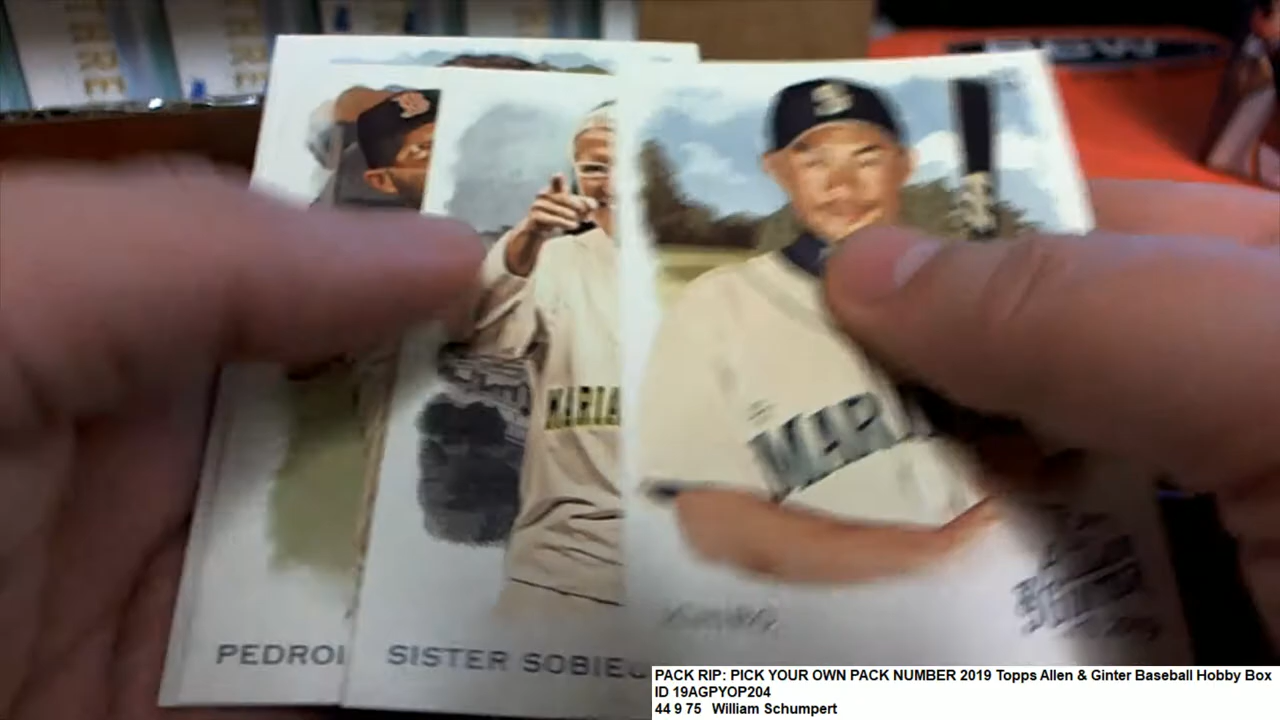 MARIA
MAR
PEDROI
SISTER SOBIE
PACK RIP: PICK YOUR OWN PACK NUMBER 2019 Topps Allen & Ginter Baseball Hobby Box
ID 19AGPYOP204
44 9 75 William Schumpert